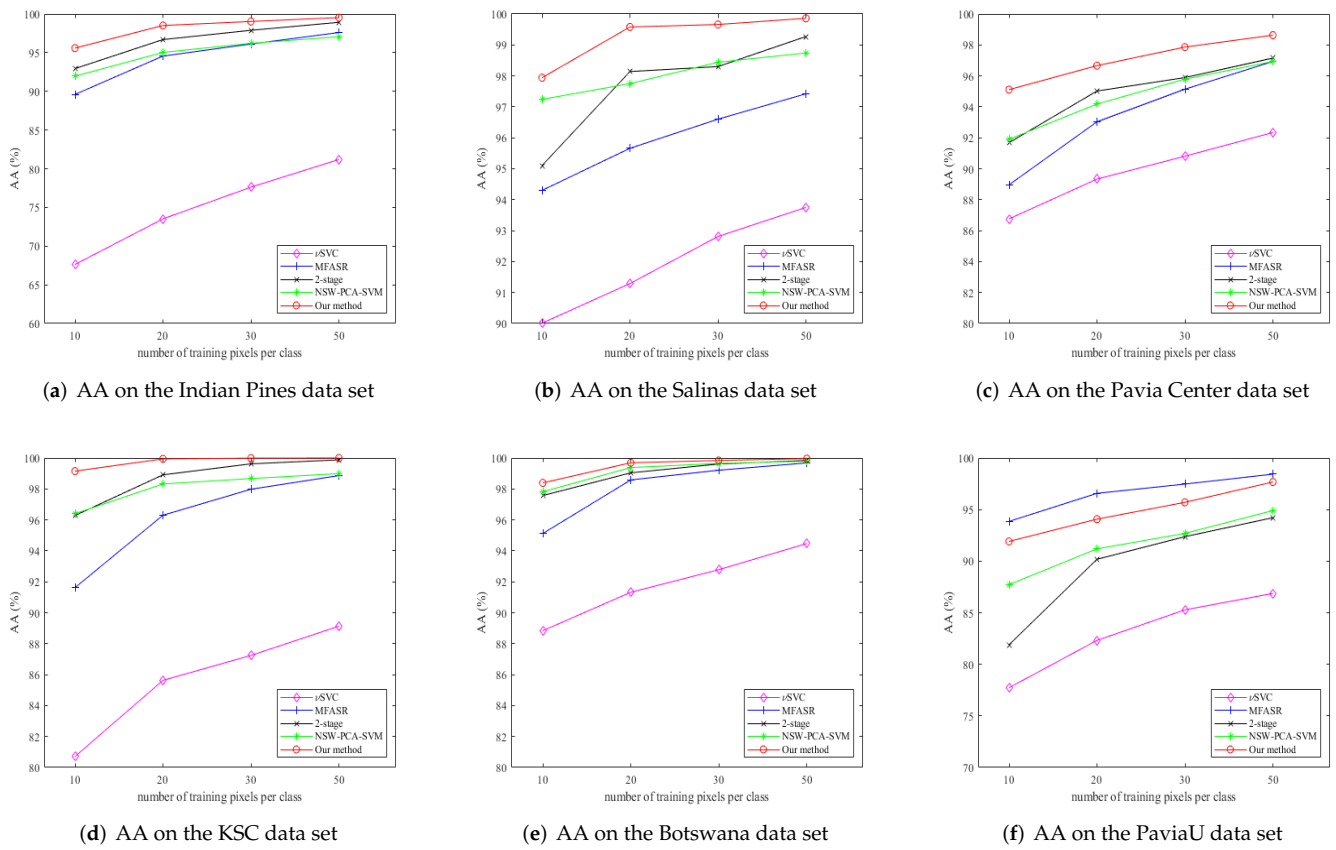 100
95
90
85
80
75
70
65
60
AA (%)
νSVC
MFASR
2-stage
NSW-PCA-SVM
Our method
10 20 30 50
number of training pixels per class
(a) AA on the Indian Pines data set
100
99
98
97
96
95
94
93
92
91
90
AA (%)
νSVC
MFASR
2-stage
NSW-PCA-SVM
Our method
10 20 30 50
number of training pixels per class
(b) AA on the Salinas data set
100
98
96
94
92
90
88
86
84
82
80
AA (%)
νSVC
MFASR
2-stage
NSW-PCA-SVM
Our method
10 20 30 50
number of training pixels per class
(c) AA on the Pavia Center data set
100
98
96
94
92
90
88
86
84
82
80
AA (%)
νSVC
MFASR
2-stage
NSW-PCA-SVM
Our method
10 20 30 50
number of training pixels per class
(d) AA on the KSC data set
100
98
96
94
92
90
88
86
84
82
80
AA (%)
νSVC
MFASR
2-stage
NSW-PCA-SVM
Our method
10 20 30 50
number of training pixels per class
(e) AA on the Botswana data set
100
95
90
85
80
75
70
AA (%)
νSVC
MFASR
2-stage
NSW-PCA-SVM
Our method
10 20 30 50
number of training pixels per class
(f) AA on the PaviaU data set